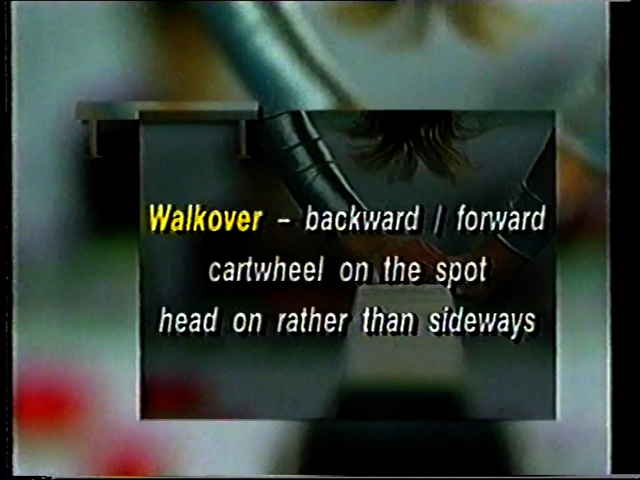 Walkover - backward / forward
cartwheel on the spot
head on rather than sideways